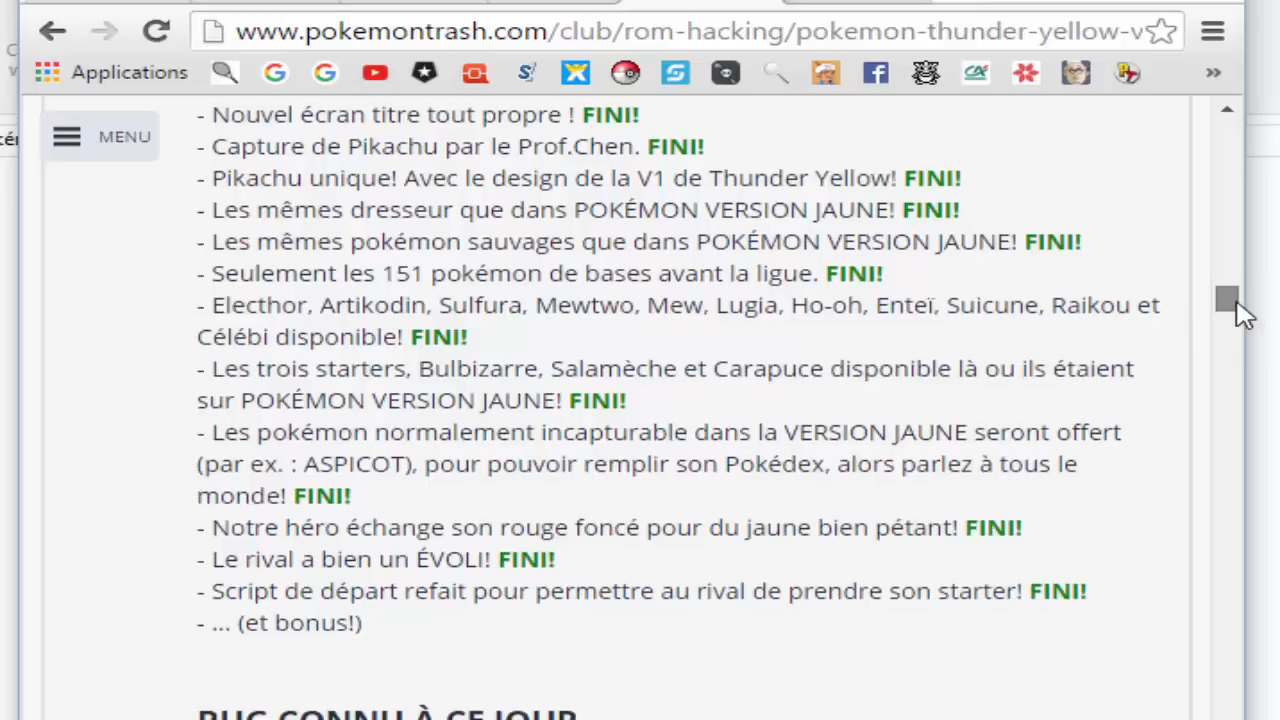 www.pokemontrash.com/club/rom-hacking/pokemon-thunder-yellow-v
Applications
»
MENU
- Nouvel écran titre tout propre ! FINI!
- Capture de Pikachu par le Prof.Chen. FINI!
- Pikachu unique! Avec le design de la V1 de Thunder Yellow! FINI!
- Les mêmes dresseur que dans POKÉMON VERSION JAUNE! FINI!
- Les mêmes pokémon sauvages que dans POKÉMON VERSION JAUNE! FINI!
- Seulement les 151 pokémon de bases avant la ligue. FINI!
- Electhor, Artikodin, Sulfura, Mewtwo, Mew, Lugia, Ho-oh, Enteï, Suicune, Raikou et
Célébi disponible! FINI!
- Les trois starters, Bulbizarre, Salamèche et Carapuce disponible là ou ils étaient
sur POKÉMON VERSION JAUNE! FINI!
- Les pokémon normalement incapturable dans la VERSION JAUNE seront offert
(par ex. : ASPICOT), pour pouvoir remplir son Pokédex, alors parlez à tous le
monde! FINI!
- Notre héro échange son rouge foncé pour du jaune bien pétant! FINI!
- Le rival a bien un ÉVOLI! FINI!
- Script de départ refait pour permettre au rival de prendre son starter! FINI!
- ... (et bonus!)
BUG CONNU À CE JOUR